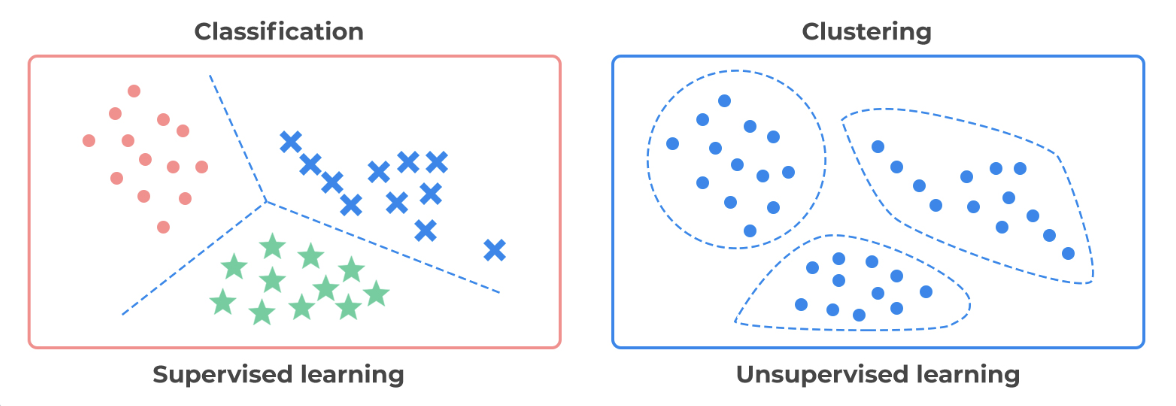 Classification
Clustering
Supervised learning
Unsupervised learning